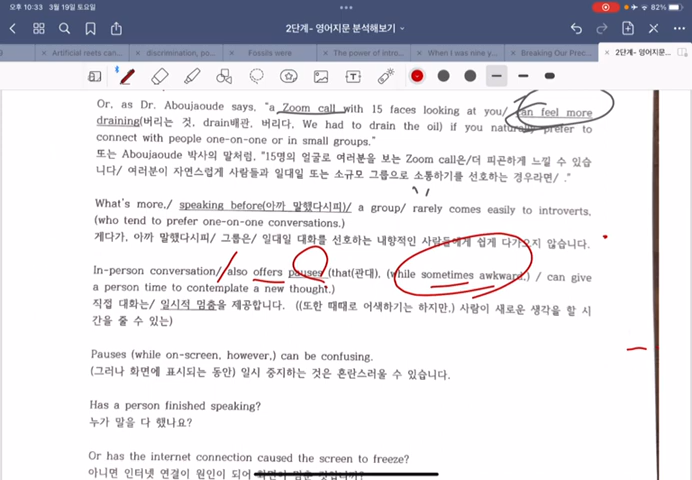 오후 10:33 3월 19일 토요일
82%
2단계- 영어지문 분석해보기
Artificial reets can...
discrimination, po...
Fossils were
The power of intro...
When I was nine y...
Breaking Our Prec...
2단계- 영어지문...
Or, as Dr. Aboujaoude says, "a Zoom call with 15 faces looking at you/ can feel more
draining(버리는 것, drain배관, 버리다, We had to drain the oil) if you naturally prefer to
connect with people one-on-one or in small groups."
또는 Aboujaoude 박사의 말처럼, "15명의 얼굴로 여러분을 보는 Zoom call은/더 피곤하게 느낄 수 있습
니다/ 여러분이 자연스럽게 사람들과 일대일 또는 소규모 그룹으로 소통하기를 선호하는 경우라면/ ."
What's more,/ speaking before(아까 말했다시피)/ a group/ rarely comes easily to introverts,
(who tend to prefer one-on-one conversations.)
게다가, 아까 말했다시피/ 그룹은/ 일대일 대화를 선호하는 내향적인 사람들에게 쉽게 다가오지 않습니다.
In-person conversation/ also offers pauses (that(관대), (while sometimes awkward,) / can give
a person time to contemplate a new thought.)
직접 대화는/ 일시적 멈춤을 제공합니다. ((또한 때때로 어색하기는 하지만,) 사람이 새로운 생각을 할 시
간을 줄 수 있는)
Pauses (while on-screen, however,) can be confusing.
(그러나 화면에 표시되는 동안) 일시 중지하는 것은 혼란스러울 수 있습니다.
Has a person finished speaking?
누가 말을 다 했나요?
Or has the internet connection caused the screen to freeze?
아니면 인터넷 연결이 원인이 되어 화면이 멈춘 것입니까?